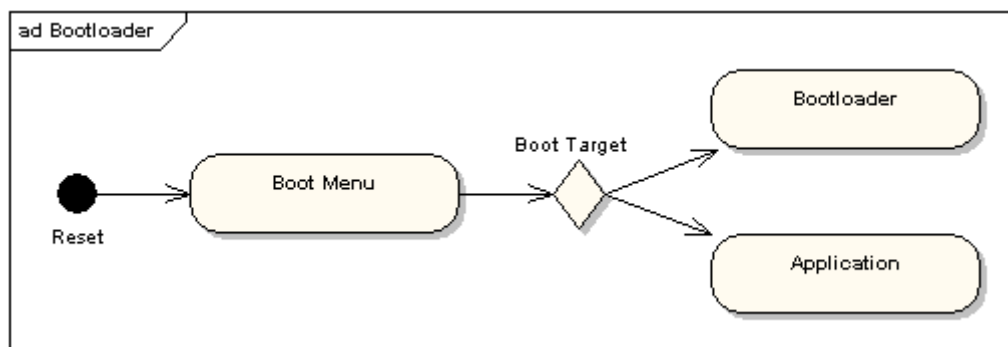 ad Bootloader
Bootloader
Boot Target
Boot Menu
Reset
Application